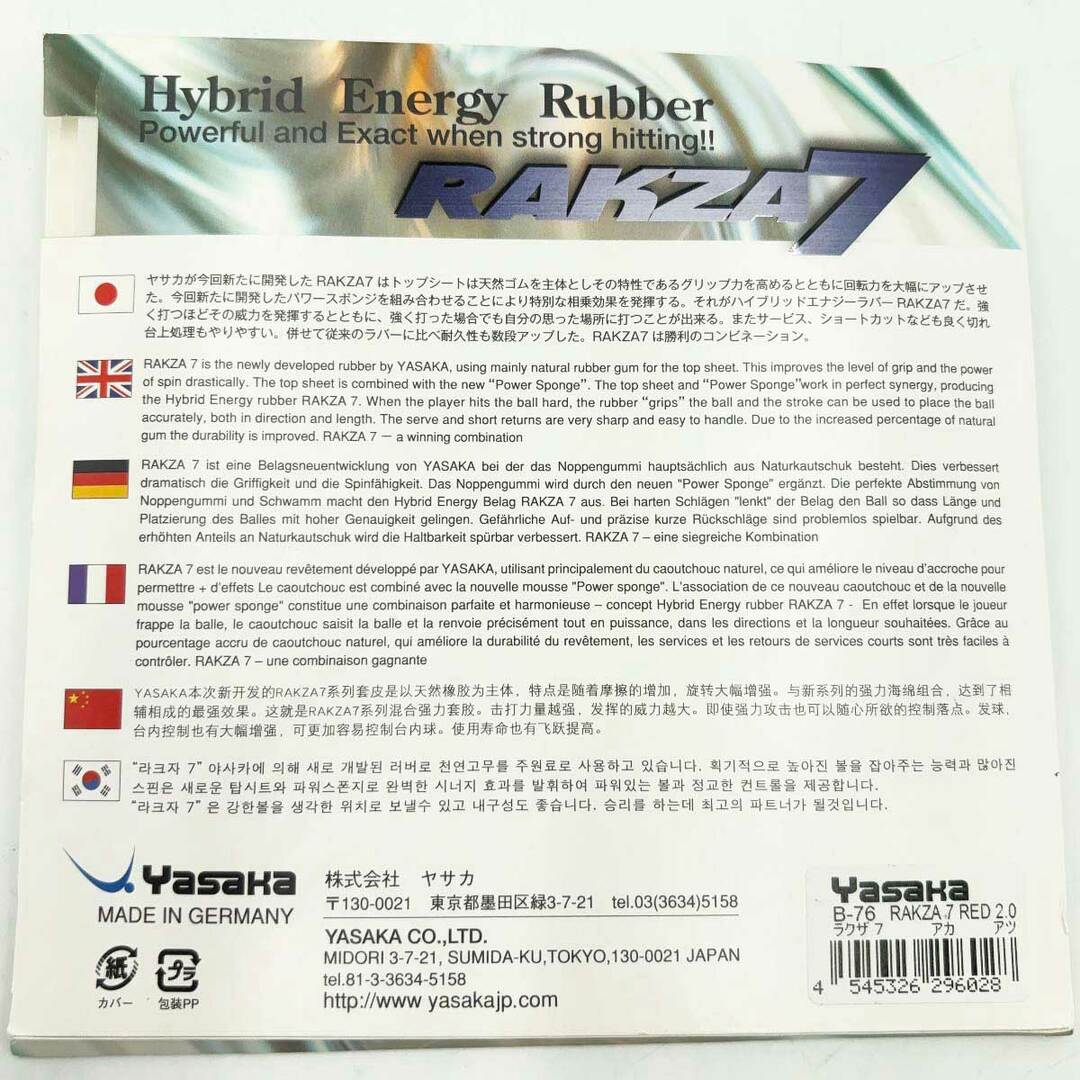 Hybrid Energy Rubber
Powerful and Exact when strong hitting!!
RAKZA7
ヤサカが今回新たに開発した RAKZA7 はトップシートは天然ゴムを主体としその特性であるグリップ力を高めるとともに回転力を大幅にアップさせ
た。今回新たに開発したパワースポンジを組み合わせることにより特別な相乗効果を発揮する。それがハイブリッドエナジーラバー RAKZA7 だ。強
く打つほどその威力を発揮するとともに、強く打った場合でも自分の思った場所に打つことが出来る。またサービス、ショートカットなども良く切れ
台上処理もやりやすい。併せて従来のラバーに比べ耐久性も数段アップした。RAKZA7 は勝利のコンビネーション。
RAKZA 7 is the newly developed rubber by YASAKA, using mainly natural rubber gum for the top sheet. This improves the level of grip and the power
of spin drastically. The top sheet is combined with the new “Power Sponge”. The top sheet and “Power Sponge”work in perfect synergy, producing
the Hybrid Energy rubber RAKZA 7. When the player hits the ball hard, the rubber “grips” the ball and the stroke can be used to place the ball
accurately, both in direction and length. The serve and short returns are very sharp and easy to handle. Due to the increased percentage of natural
gum the durability is improved. RAKZA 7 － a winning combination
RAKZA 7 ist eine Belagsneuentwicklung von YASAKA bei der das Noppengummi hauptsächlich aus Naturkautschuk besteht. Dies verbessert
dramatisch die Griffigkeit und die Spinfähigkeit. Das Noppengummi wird durch den neuen "Power Sponge" ergänzt. Die perfekte Abstimmung von
Noppengummi und Schwamm macht den Hybrid Energy Belag RAKZA 7 aus. Bei harten Schlägen "lenkt" der Belag den Ball so dass Länge und
Platzierung des Balles mit hoher Genauigkeit gelingen. Gefährliche Auf- und präzise kurze Rückschläge sind problemlos spielbar. Aufgrund des
erhöhten Anteils an Naturkautschuk wird die Haltbarkeit spürbar verbessert. RAKZA 7 – eine siegreiche Kombination
RAKZA 7 est le nouveau revêtement développé par YASAKA, utilisant principalement du caoutchouc naturel, ce qui améliore le niveau d'accroche pour
permettre + d'effets Le caoutchouc est combiné avec la nouvelle mousse "Power sponge". L'association de ce nouveau caoutchouc et de la nouvelle
mousse "power sponge" constitue une combinaison parfaite et harmonieuse – concept Hybrid Energy rubber RAKZA 7 - En effet lorsque le joueur
frappe la balle, le caoutchouc saisit la balle et la renvoie précisément tout en puissance, dans les directions et la longueur souhaitées. Grâce au
pourcentage accru de caoutchouc naturel, qui améliore la durabilité du revêtement, les services et les retours de services courts sont très faciles à
contrôler. RAKZA 7 – une combinaison gagnante
YASAKA本次新开发的RAKZA7系列套皮是以天然橡胶为主体，特点是随着摩擦的增加，旋转大幅增强。与新系列的强力海绵组合，达到了相
辅相成的最强效果。这就是RAKZA7系列混合强力套胶。击打力量越强，发挥的威力越大。即使强力攻击也可以随心所欲的控制落点。发球，
台内控制也有大幅增强，可更加容易控制台内球。使用寿命也有飞跃提高。
“라크자 7” 야사카에 의해 새로 개발된 러버로 천연고무를 주원료로 사용하고 있습니다. 획기적으로 높아진 볼을 잡아주는 능력과 많아진
스핀은 새로운 탑시트와 파워스폰지로 완벽한 시너지 효과를 발휘하여 파워있는 볼과 정교한 컨트롤을 제공합니다.
“라크자 7” 은 강한볼을 생각한 위치로 보낼수 있고 내구성도 좋습니다. 승리를 하는데 최고의 파트너가 될것입니다.
Yasaka
MADE IN GERMANY
紙
カバー
プラ
包装PP
株式会社 ヤサカ
〒130-0021 東京都墨田区緑3-7-21 tel.03(3634)5158
YASAKA CO.,LTD.
MIDORI 3-7-21, SUMIDA-KU,TOKYO,130-0021 JAPAN
tel.81-3-3634-5158
http://www yasakajp.com
Yasaka
B-76 RAKZA 7 RED 2.0
ラクザ 7 アカ アツ
4 545326 296028